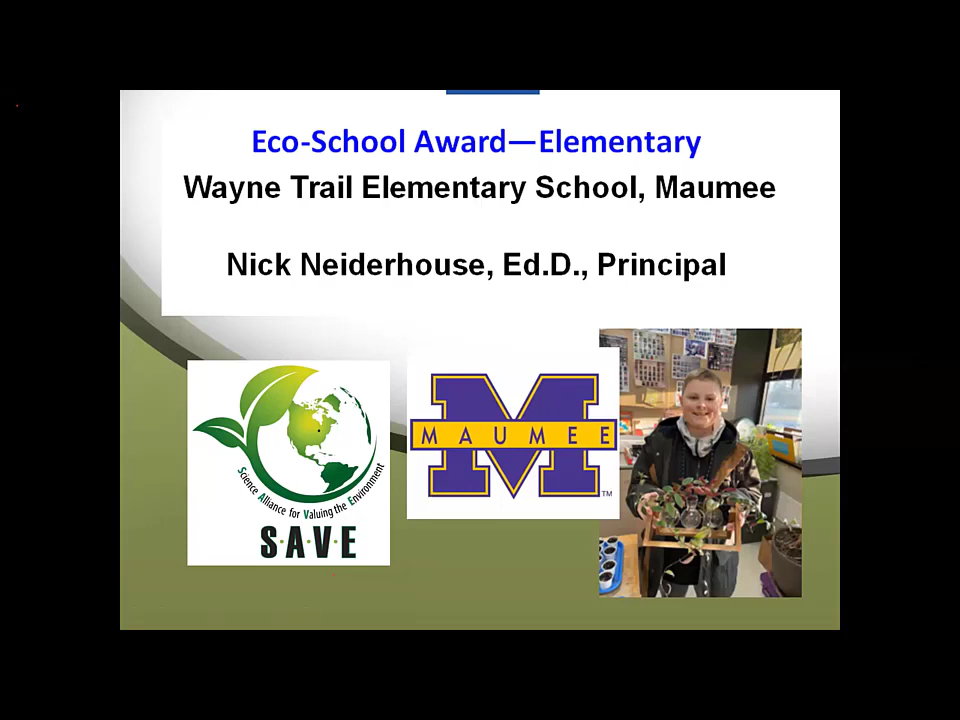 Eco-School Award—Elementary
Wayne Trail Elementary School, Maumee
Nick Neiderhouse, Ed.D., Principal
Science Alliance for Valuing the Environment
S·A·V·E
MAUMEE
TM